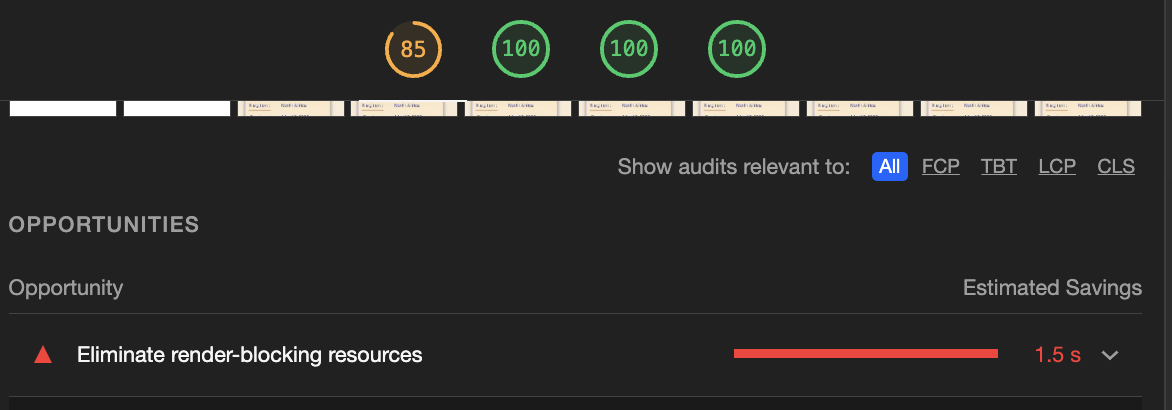 85 100 100 100
Show audits relevant to: All FCP TBT LCP CLS
OPPORTUNITIES
Opportunity Estimated Savings
Eliminate render-blocking resources 1.5 s